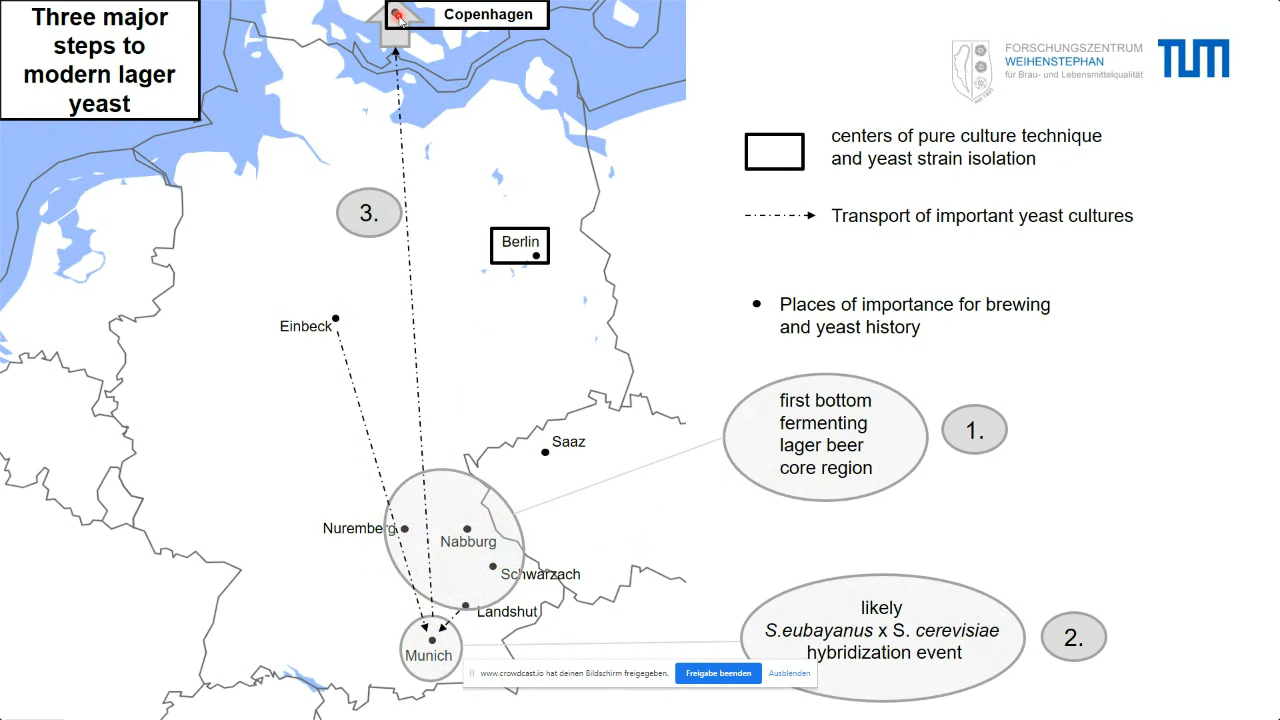 Three major
steps to
modern lager
yeast
Copenhagen
FORSCHUNGSZENTRUM
WEIHENSTEPHAN
für Brau- und Lebensmittelqualität
TUM
centers of pure culture technique
and yeast strain isolation
Transport of important yeast cultures
3.
Berlin
Places of importance for brewing
and yeast history
Einbeck
first bottom
fermenting
lager beer
core region
1.
Saaz
Nuremberg
Nabburg
Schwarzach
Landshut
Munich
likely
S.eubayanus x S. cerevisiae
hybridization event
2.
www.crowdcast.io hat deinen Bildschirm freigegeben.
Freigabe beenden
Ausblenden